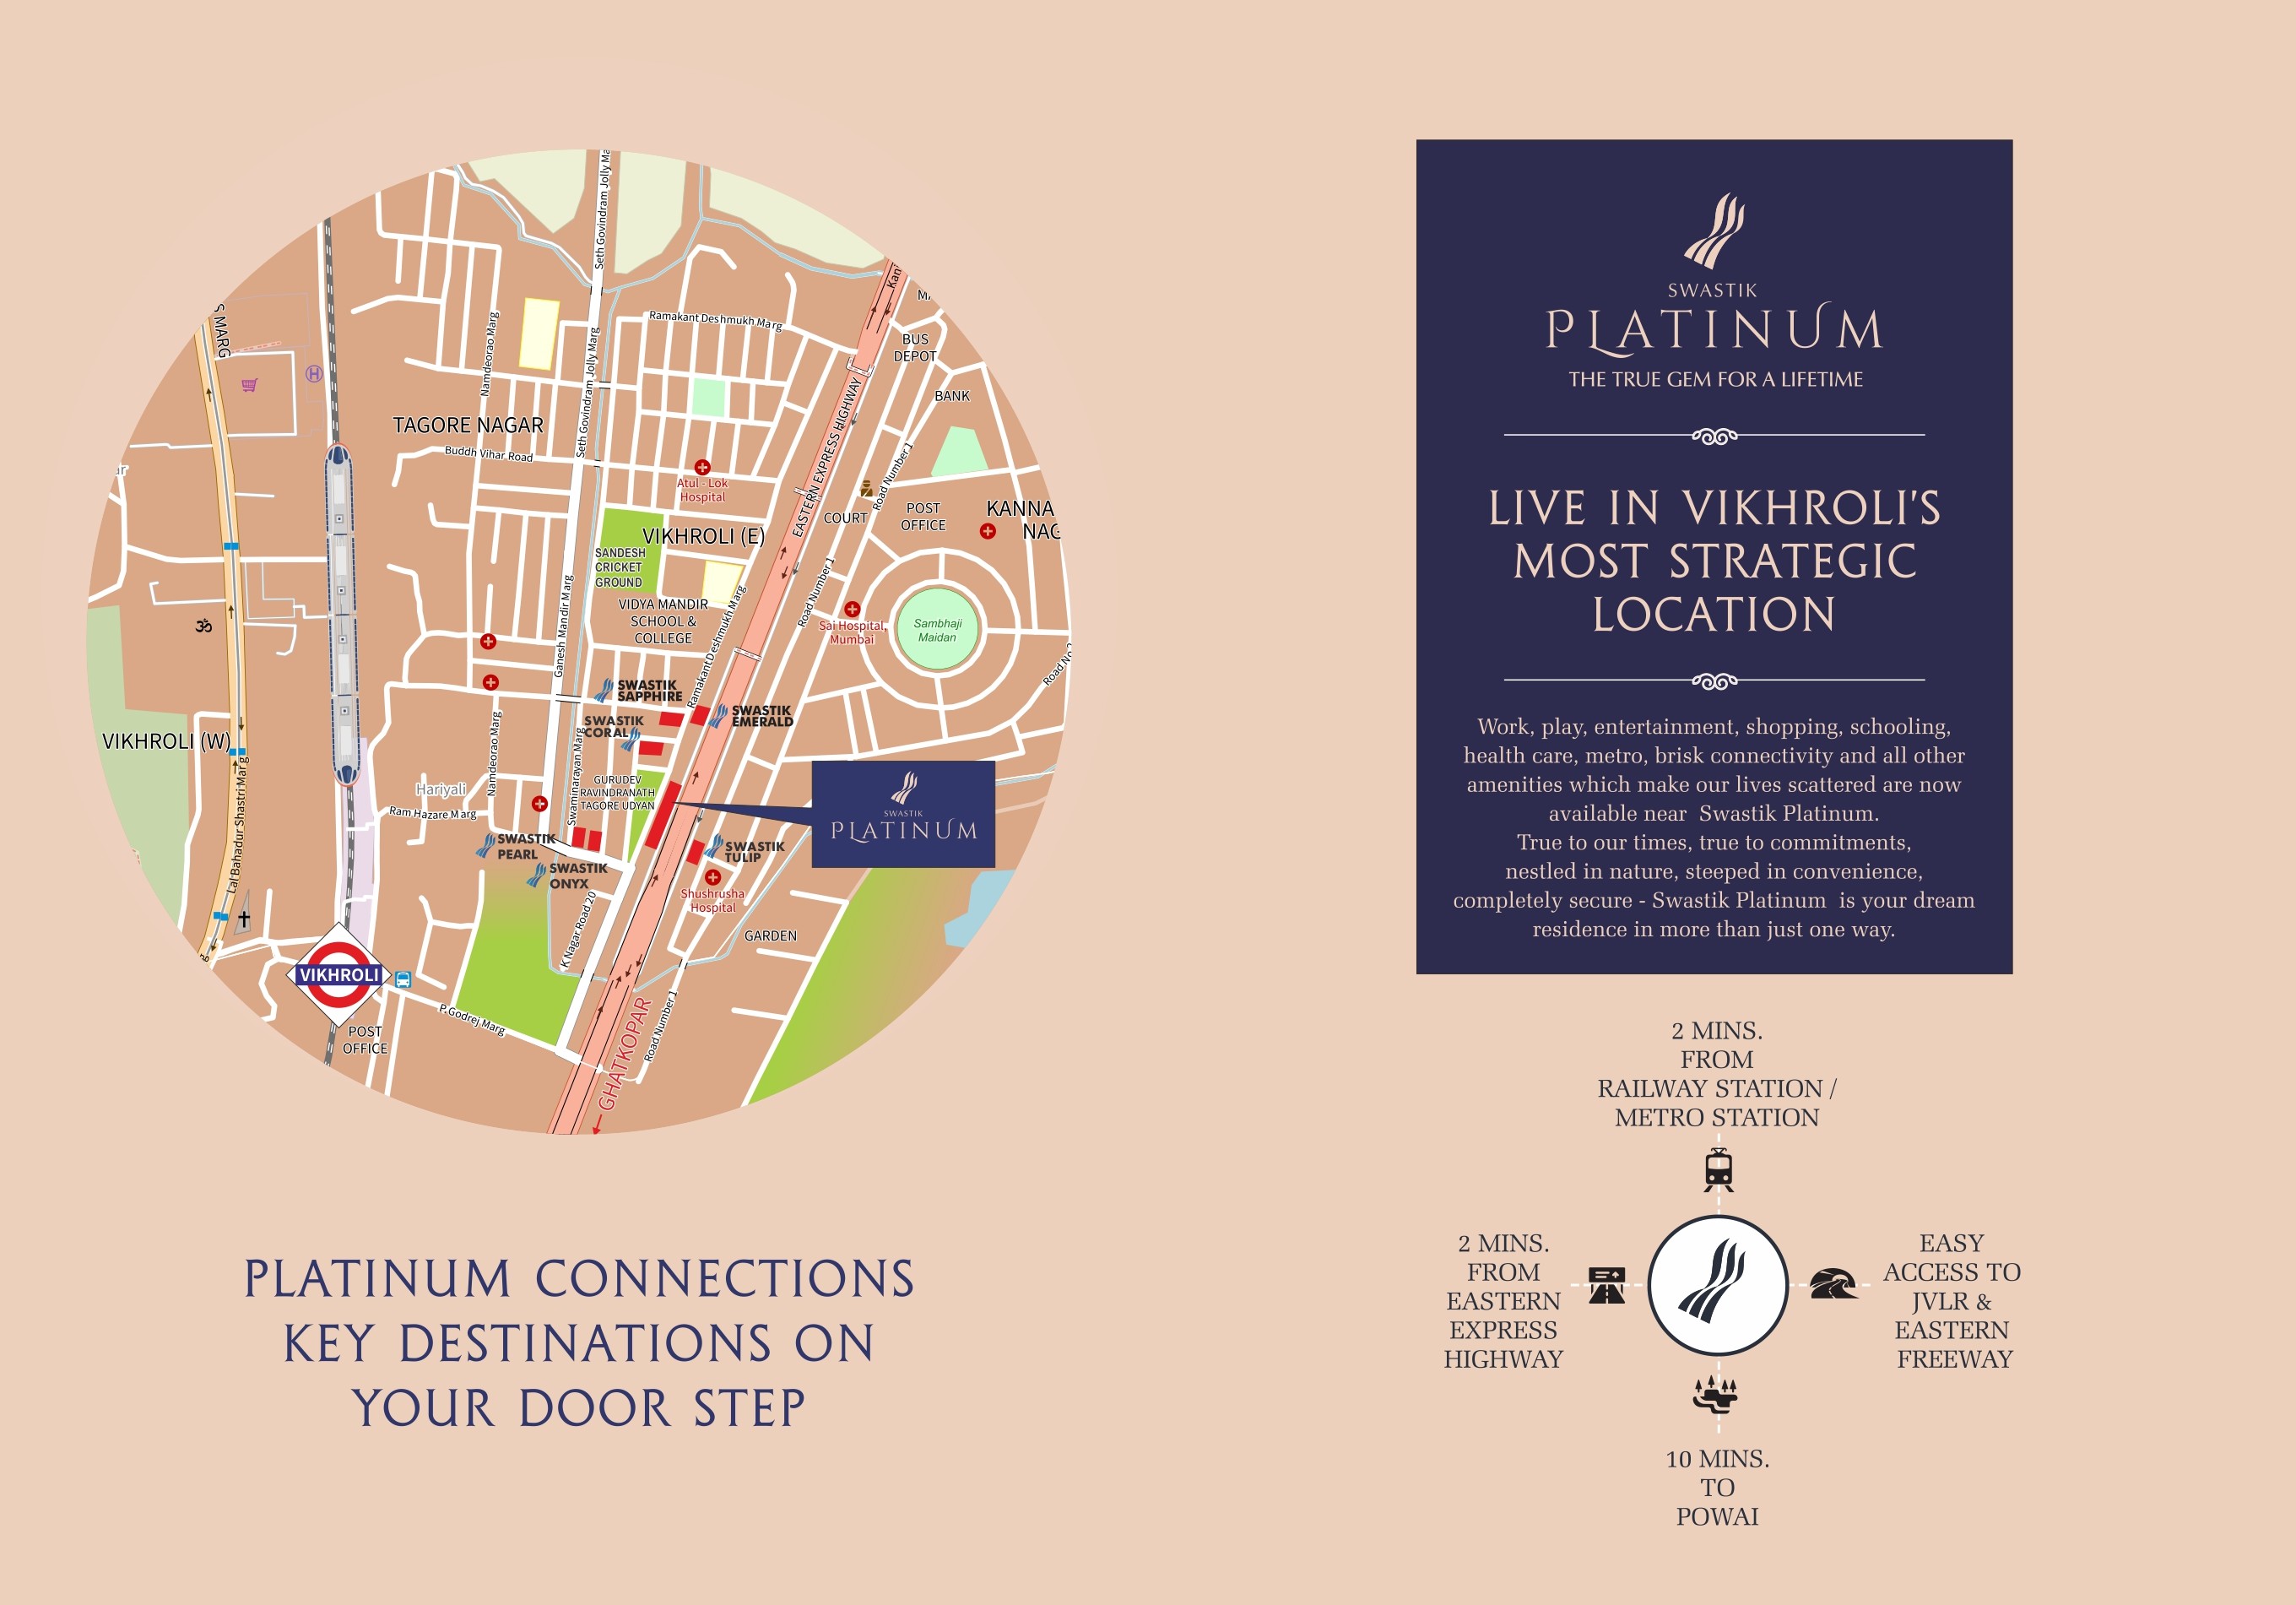 Seth Govindram Jolly Ma
Kan
S MARG
MA
Ramakant Deshmukh Marg
BUS
DEPOT
Namdeorao Marg
Seth Govindram Jolly Marg
H
BANK
EASTERN EXPRESS HIGHWAY
TAGORE NAGAR
Buddh Vihar Road
Road Number 1
Atul - Lok
Hospital
COURT
POST
OFFICE
KANNA
NAG
VIKHROLI (E)
SANDESH
CRICKET
GROUND
Ganesh Mandir Marg
VIDYA MANDIR
SCHOOL &
COLLEGE
Ramakant Deshmukh Marg
Road Number 1
Sai Hospital,
Mumbai
Sambhaji
Maidan
ॐ
Road No
SWASTIK
SAPPHIRE
SWASTIK
EMERALD
SWASTIK
CORAL
VIKHROLI (W)
Lal Bahadur Shastri Marg
Namdeorao Marg
Swaminarayan Marg
GURUDEV
RAVINDRANATH
TAGORE UDYAN
Hariyali
Ram Hazare Marg
SWASTIK
PLATINUM
SWASTIK
PEARL
SWASTIK
ONYX
SWASTIK
TULIP
Shushrusha
Hospital
K Nagar Road 20
GARDEN
VIKHROLI
P.Godrej Marg
POST
OFFICE
Road Number 1
GHATKOPAR
PLATINUM CONNECTIONS
KEY DESTINATIONS ON
YOUR DOOR STEP
SWASTIK
PLATINUM
THE TRUE GEM FOR A LIFETIME
LIVE IN VIKHROLI'S
MOST STRATEGIC
LOCATION
Work, play, entertainment, shopping, schooling,
health care, metro, brisk connectivity and all other
amenities which make our lives scattered are now
available near  Swastik Platinum.
True to our times, true to commitments,
nestled in nature, steeped in convenience,
completely secure - Swastik Platinum  is your dream
residence in more than just one way.
2 MINS.
FROM
RAILWAY STATION /
METRO STATION
2 MINS.
FROM
EASTERN
EXPRESS
HIGHWAY
EASY
ACCESS TO
JVLR &
EASTERN
FREEWAY
10 MINS.
TO
POWAI